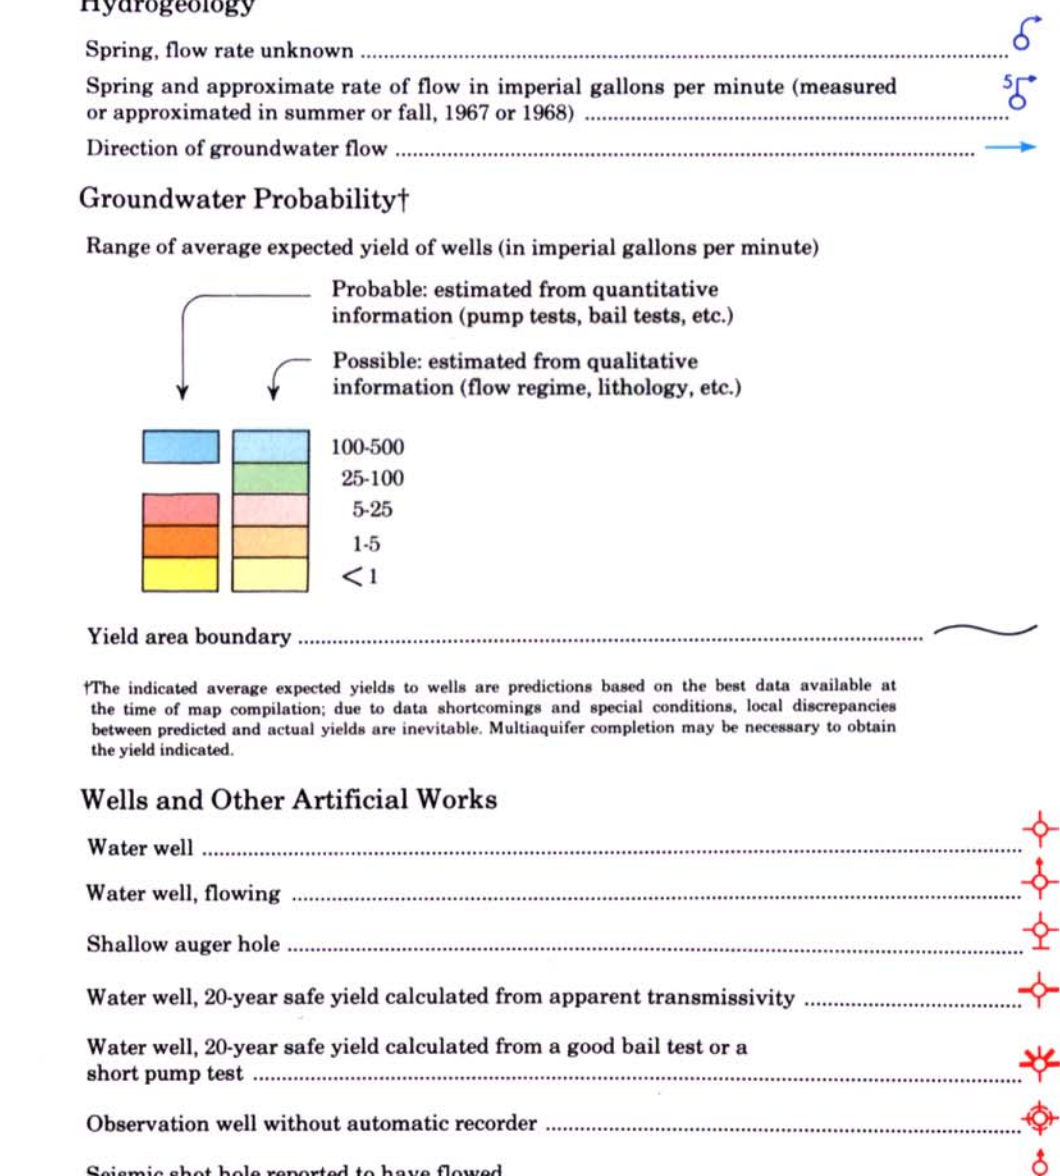 Hydrogeology
Spring, flow rate unknown
5
Spring and approximate rate of flow in imperial gallons per minute (measured
or approximated in summer or fall, 1967 or 1968)
Direction of groundwater flow
Groundwater Probability†
Range of average expected yield of wells (in imperial gallons per minute)
Probable: estimated from quantitative
information (pump tests, bail tests, etc.)
Possible: estimated from qualitative
information (flow regime, lithology, etc.)
100-500
25-100
5-25
1-5
<1
Yield area boundary
†The indicated average expected yields to wells are predictions based on the best data available at
the time of map compilation; due to data shortcomings and special conditions, local discrepancies
between predicted and actual yields are inevitable. Multiaquifer completion may be necessary to obtain
the yield indicated.
Wells and Other Artificial Works
Water well
Water well, flowing
Shallow auger hole
Water well, 20-year safe yield calculated from apparent transmissivity
Water well, 20-year safe yield calculated from a good bail test or a
short pump test
Observation well without automatic recorder
Seismic shot hole reported to have flowed